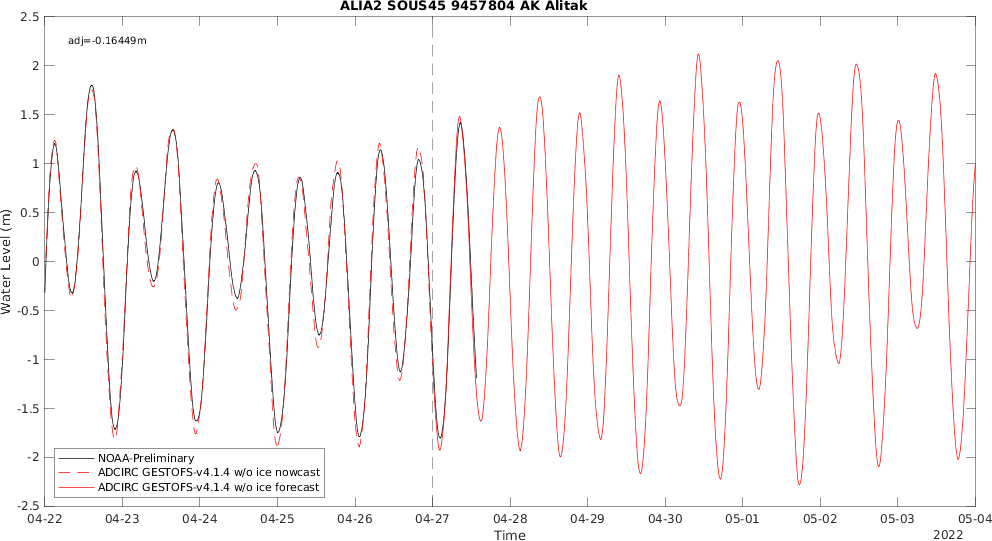 ALIA2 SOUS45 9457804 AK Alitak
adj=-0.16449m
2.5
2
1.5
1
0.5
0
-0.5
-1
-1.5
-2
-2.5
Water Level (m)
NOAA-Preliminary
ADCIRC GESTOFS-v4.1.4 w/o ice nowcast
ADCIRC GESTOFS-v4.1.4 w/o ice forecast
04-22 04-23 04-24 04-25 04-26 04-27 04-28 04-29 04-30 05-01 05-02 05-03 05-04
Time
2022